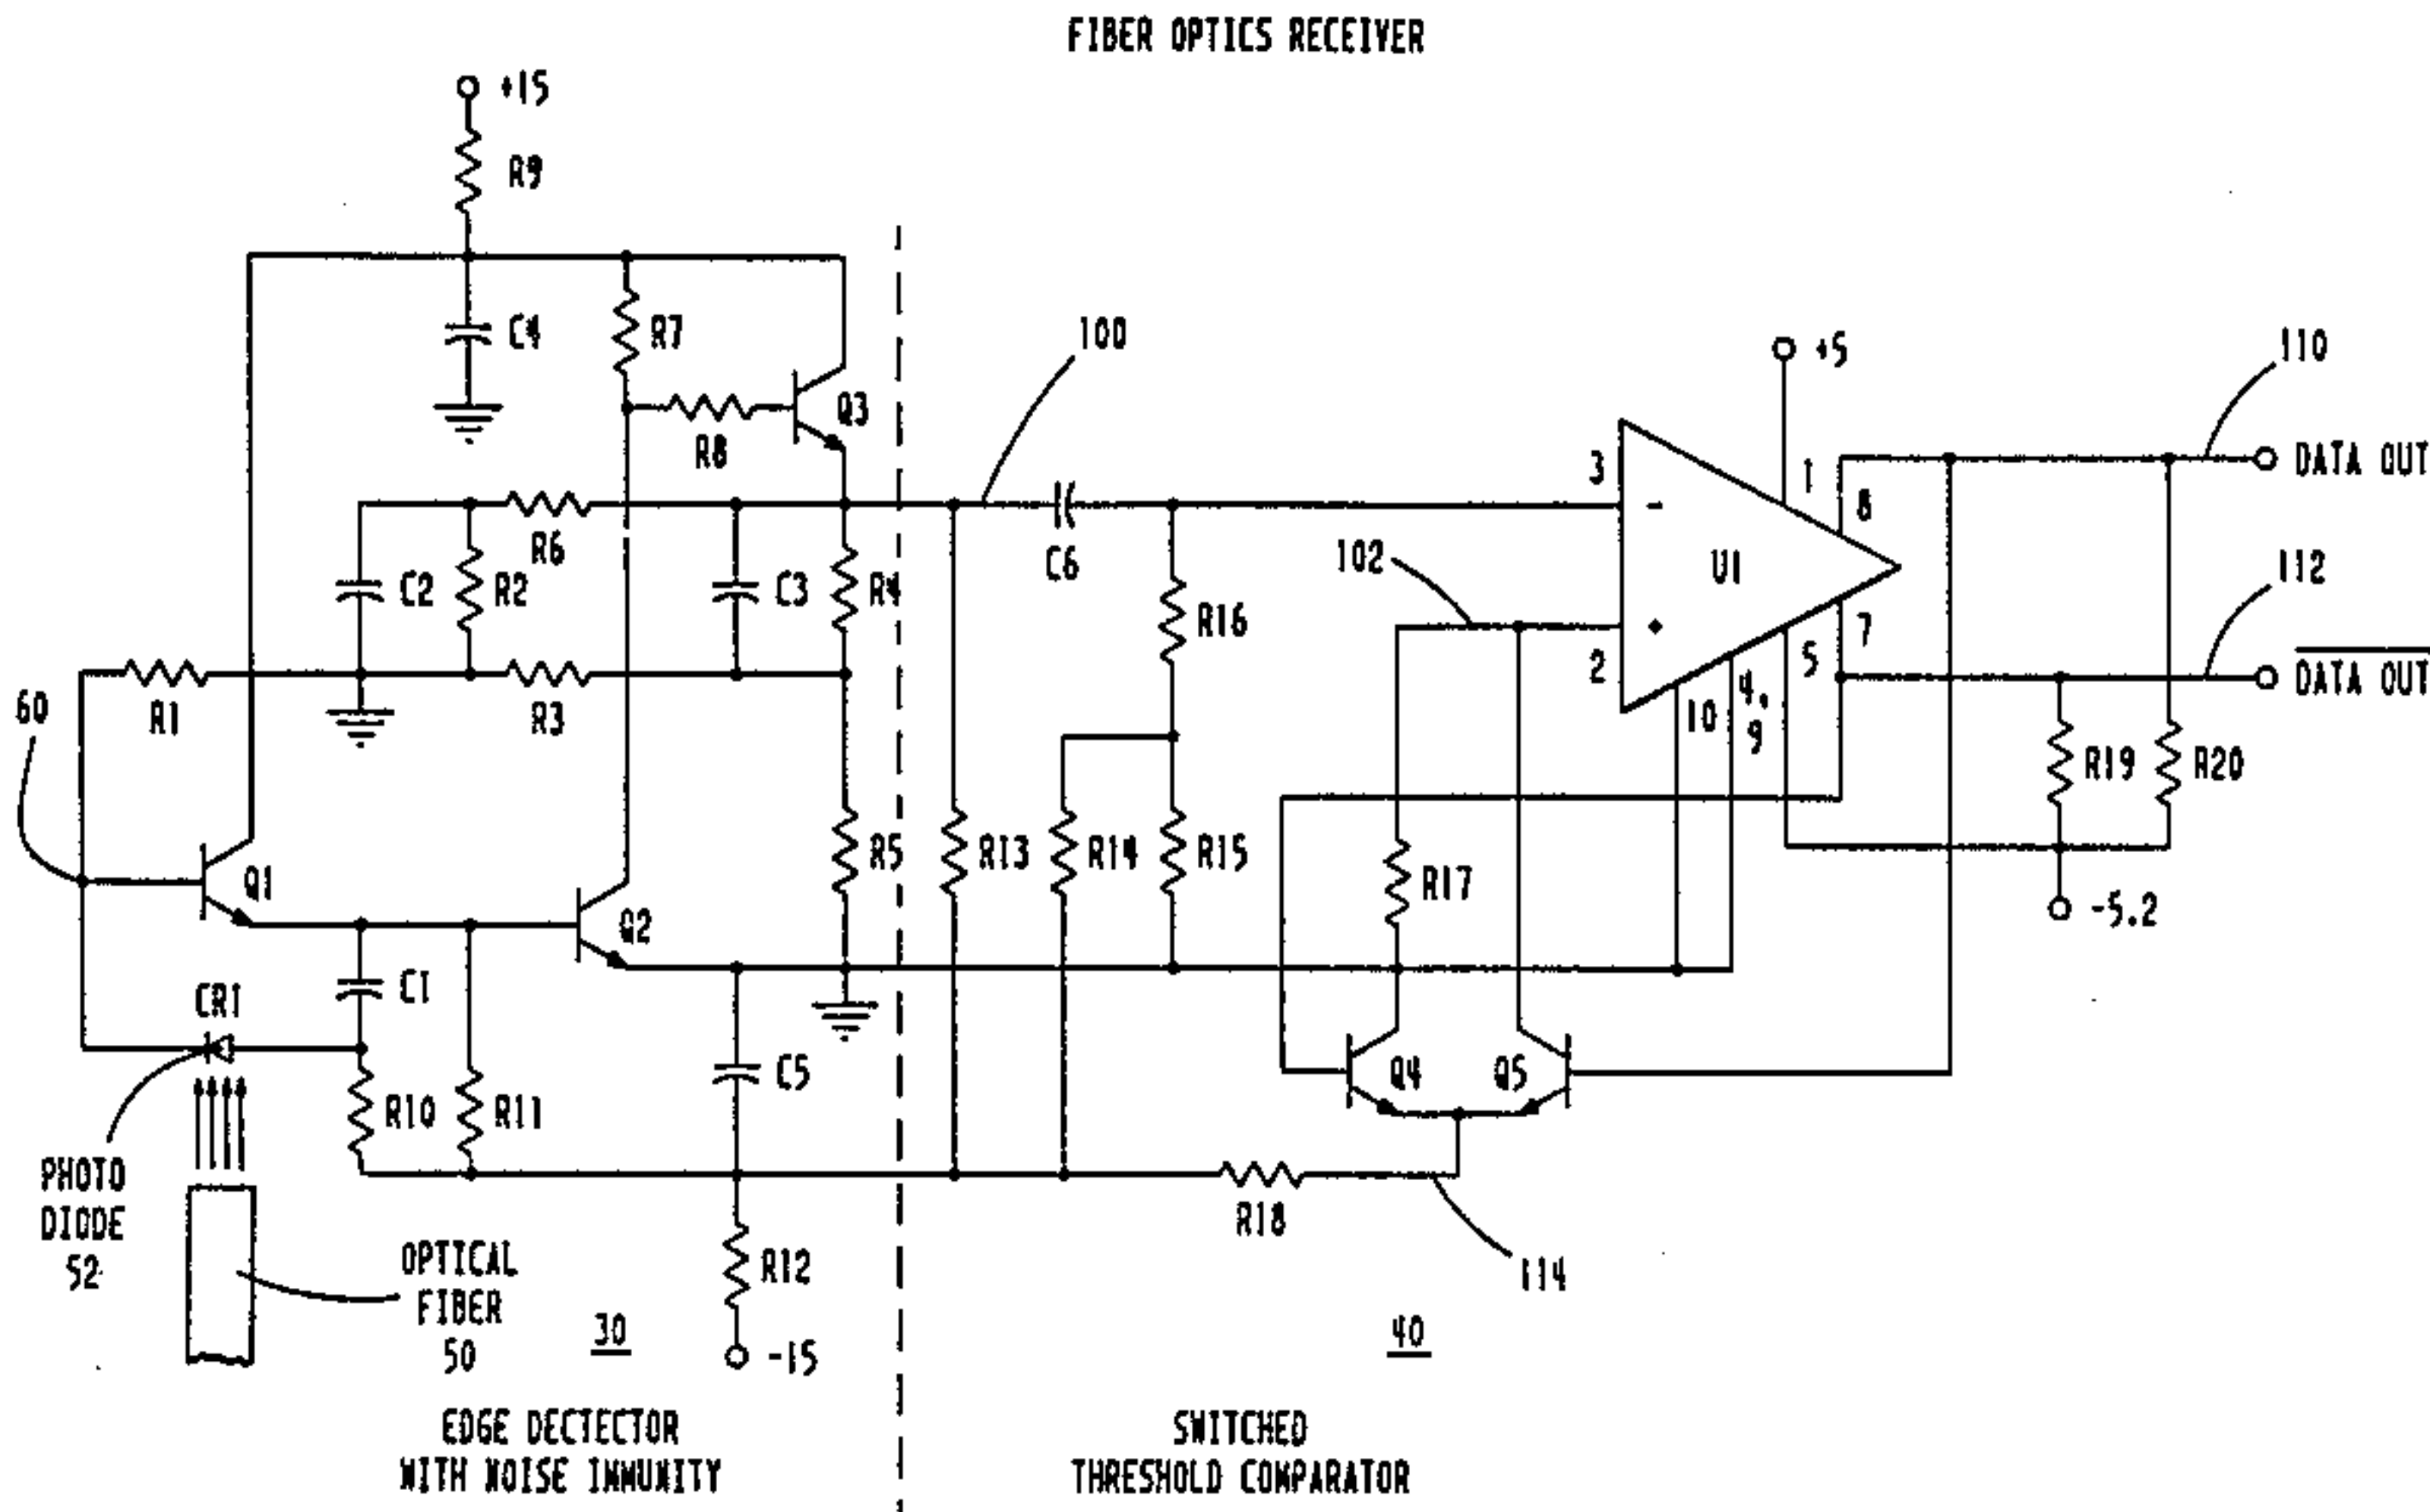 FIBER OPTICS RECEIVER
+15
R9
C4
R7
R8
Q3
100
+5
110
3
1
8
DATA OUT
R6
C6
102
U1
112
C2
R2
C3
R4
R16
2
5
7
DATA OUT
10
4,
9
60
R1
R3
R19
R20
Q1
R5
R13
R14
R15
R17
-5.2
Q2
CR1
C1
C5
Q4
Q5
R10
R11
PHOTO
DIODE
52
R18
R12
114
OPTICAL
FIBER
50
30
-15
40
EDGE DECTECTOR
WITH NOISE IMMUNITY
SWITCHED
THRESHOLD COMPARATOR